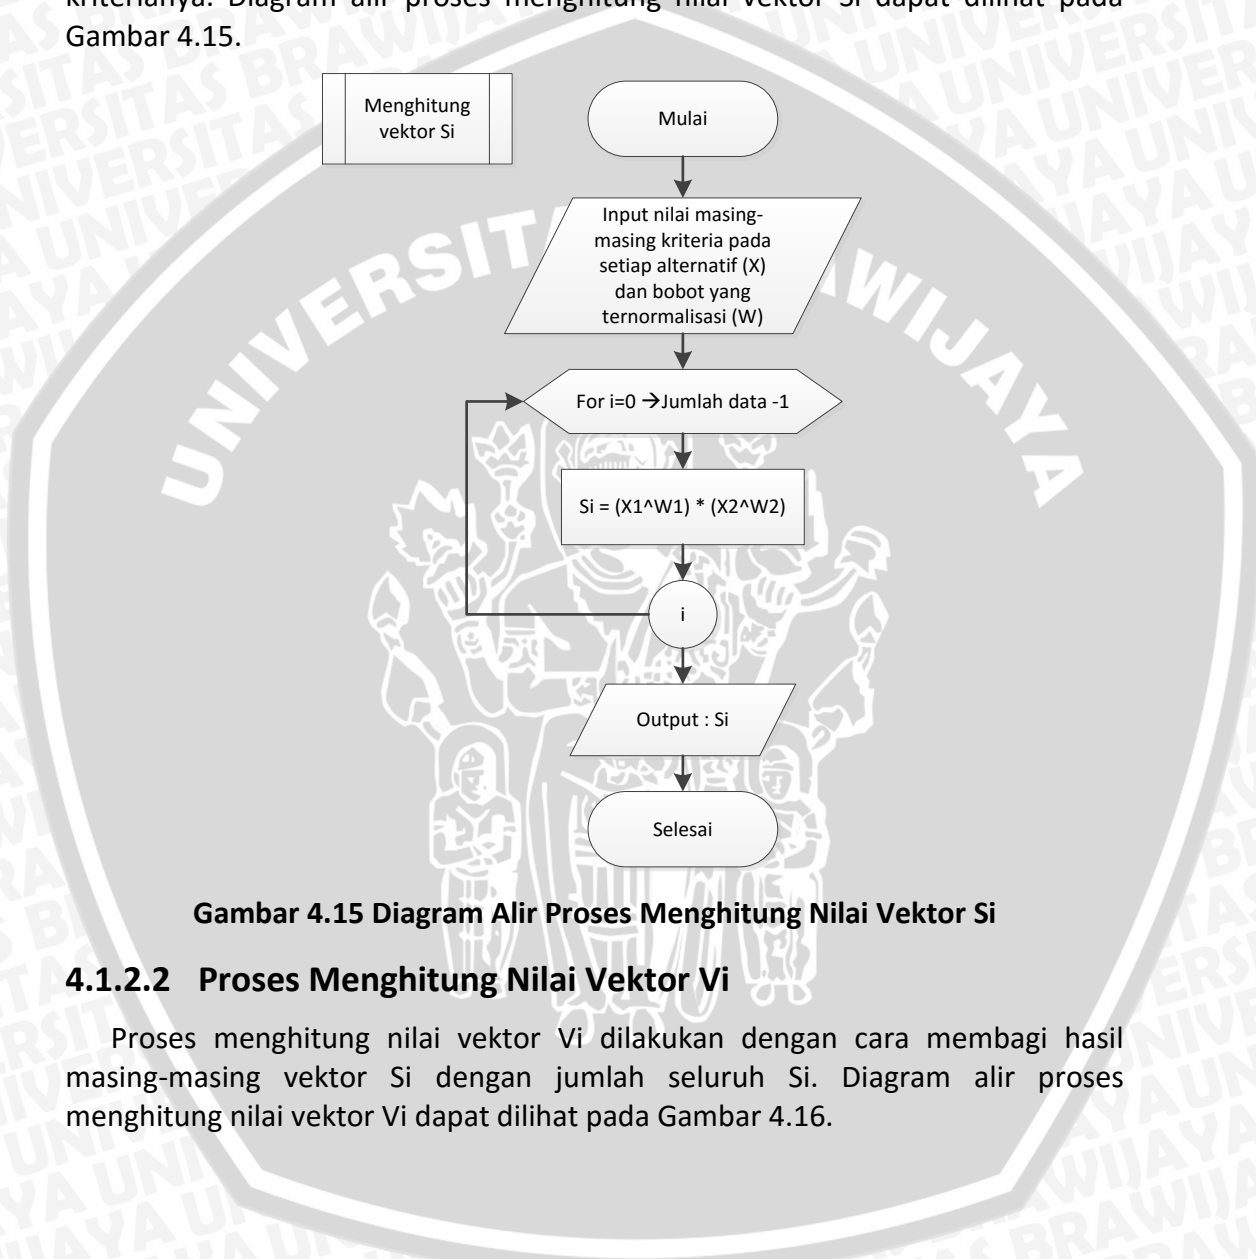 kriterianya. Diagram alir proses menghitung nilai vektor Si dapat dilihat pada
Gambar 4.15.
Menghitung
vektor Si
Mulai
Input nilai masing-
masing kriteria pada
setiap alternatif (X)
dan bobot yang
ternormalisasi (W)
For i=0 →Jumlah data -1
Si = (X1^W1) * (X2^W2)
i
Output : Si
Selesai
Gambar 4.15 Diagram Alir Proses Menghitung Nilai Vektor Si
4.1.2.2 Proses Menghitung Nilai Vektor Vi
Proses menghitung nilai vektor Vi dilakukan dengan cara membagi hasil
masing-masing vektor Si dengan jumlah seluruh Si. Diagram alir proses
menghitung nilai vektor Vi dapat dilihat pada Gambar 4.16.